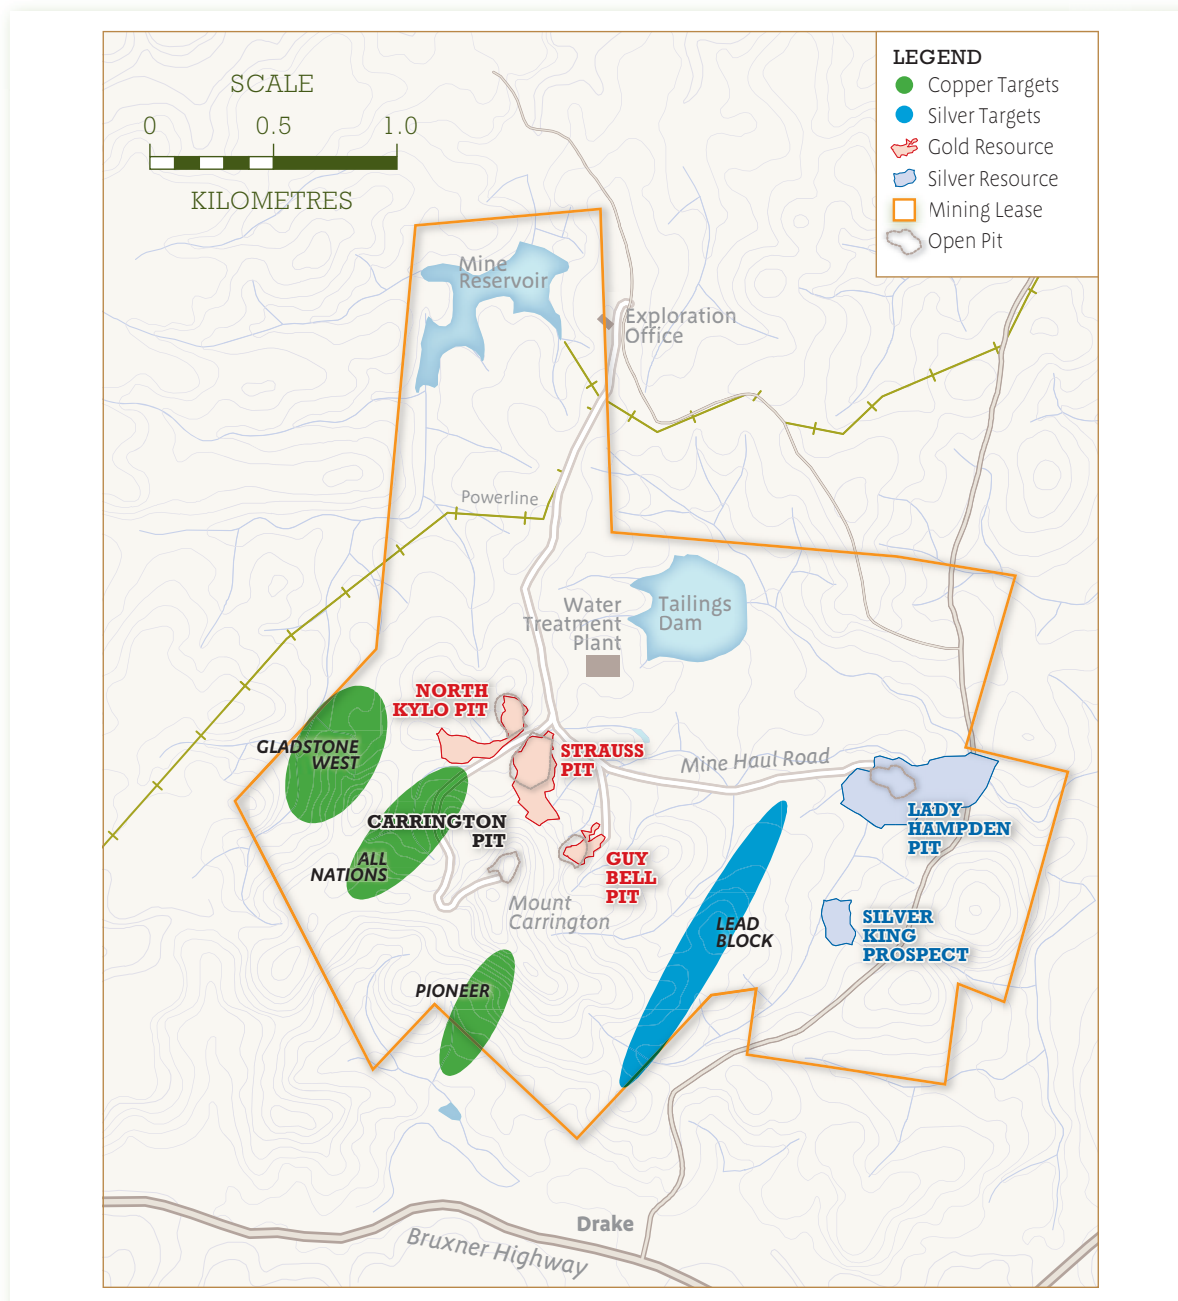 SCALE
0 0.5 1.0
KILOMETRES
LEGEND
Copper Targets
Silver Targets
Gold Resource
Silver Resource
Mining Lease
Open Pit
Mine
Reservoir
Exploration
Office
Powerline
Water
Treatment
Plant
Tailings
Dam
NORTH
KYLO PIT
STRAUSS
PIT
GLADSTONE
WEST
Mine Haul Road
CARRINGTON
PIT
LADY
HAMPDEN
PIT
ALL
NATIONS
GUY
BELL
PIT
Mount
Carrington
LEAD
BLOCK
SILVER
KING
PROSPECT
PIONEER
Drake
Bruxner Highway